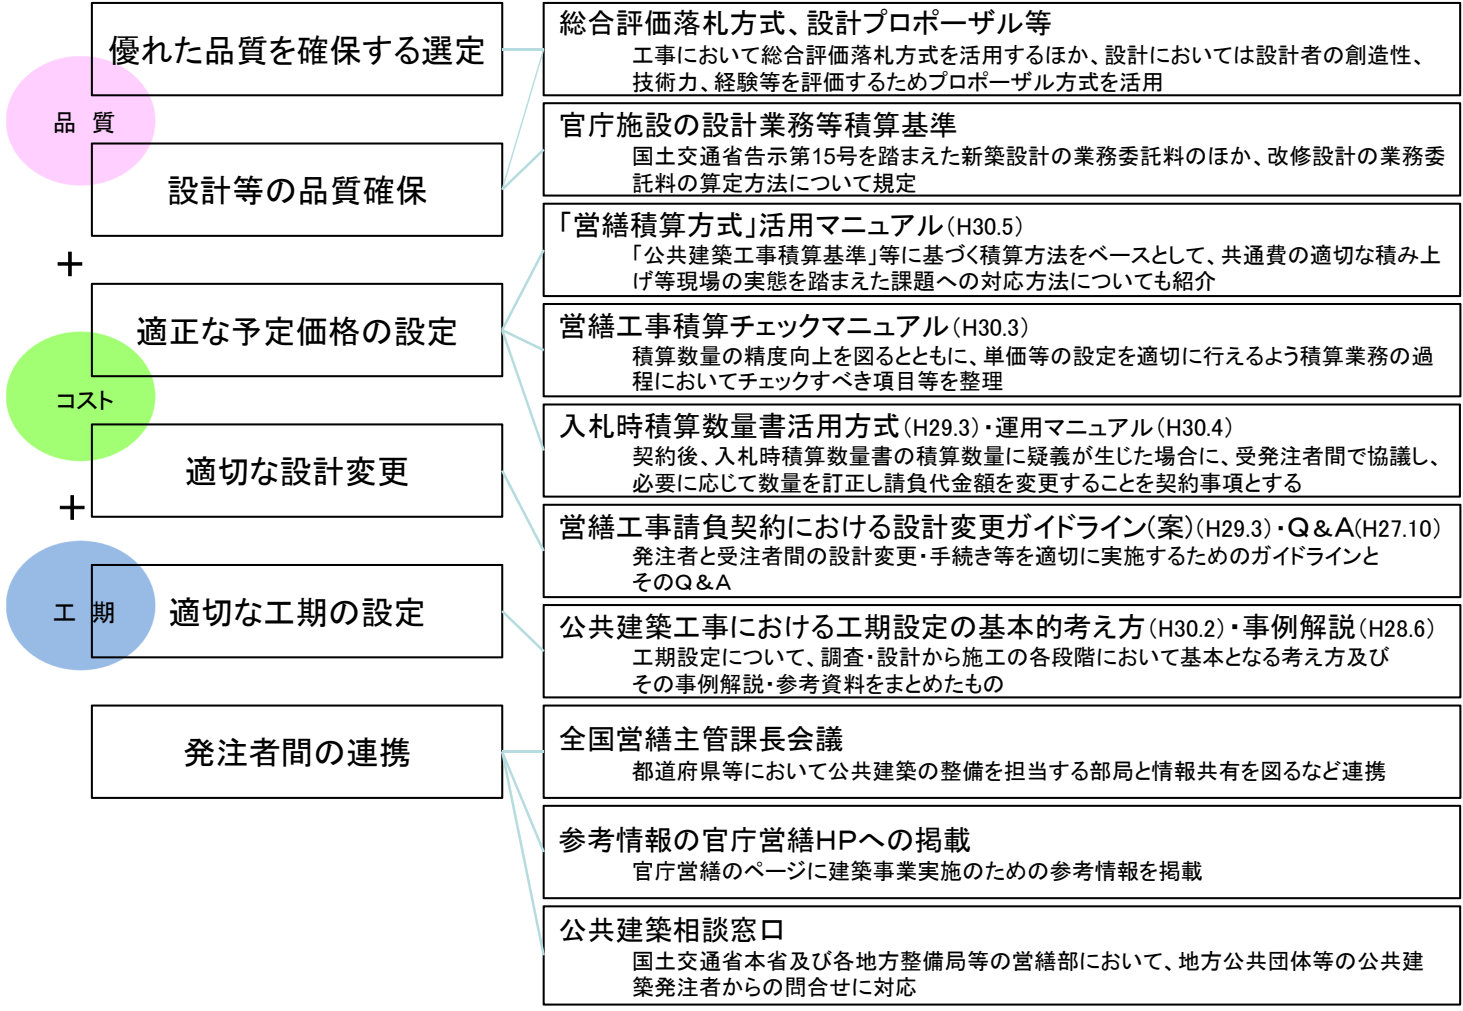 品 質
＋
コスト
＋
工 期
優れた品質を確保する選定
設計等の品質確保
適正な予定価格の設定
適切な設計変更
適切な工期の設定
発注者間の連携
総合評価落札方式、設計プロポーザル等
工事において総合評価落札方式を活用するほか、設計においては設計者の創造性、
技術力、経験等を評価するためプロポーザル方式を活用
官庁施設の設計業務等積算基準
国土交通省告示第15号を踏まえた新築設計の業務委託料のほか、改修設計の業務委
託料の算定方法について規定
「営繕積算方式」活用マニュアル(H30.5)
「公共建築工事積算基準」等に基づく積算方法をベースとして、共通費の適切な積み上
げ等現場の実態を踏まえた課題への対応方法についても紹介
営繕工事積算チェックマニュアル(H30.3)
積算数量の精度向上を図るとともに、単価等の設定を適切に行えるよう積算業務の過
程においてチェックすべき項目等を整理
入札時積算数量書活用方式(H29.3)・運用マニュアル(H30.4)
契約後、入札時積算数量書の積算数量に疑義が生じた場合に、受発注者間で協議し、
必要に応じて数量を訂正し請負代金額を変更することを契約事項とする
営繕工事請負契約における設計変更ガイドライン(案)(H29.3)・Q&A(H27.10)
発注者と受注者間の設計変更・手続き等を適切に実施するためのガイドラインと
そのQ&A
公共建築工事における工期設定の基本的考え方(H30.2)・事例解説(H28.6)
工期設定について、調査・設計から施工の各段階において基本となる考え方及び
その事例解説・参考資料をまとめたもの
全国営繕主管課長会議
都道府県等において公共建築の整備を担当する部局と情報共有を図るなど連携
参考情報の官庁営繕HPへの掲載
官庁営繕のページに建築事業実施のための参考情報を掲載
公共建築相談窓口
国土交通省本省及び各地方整備局等の営繕部において、地方公共団体等の公共建
築発注者からの問合せに対応